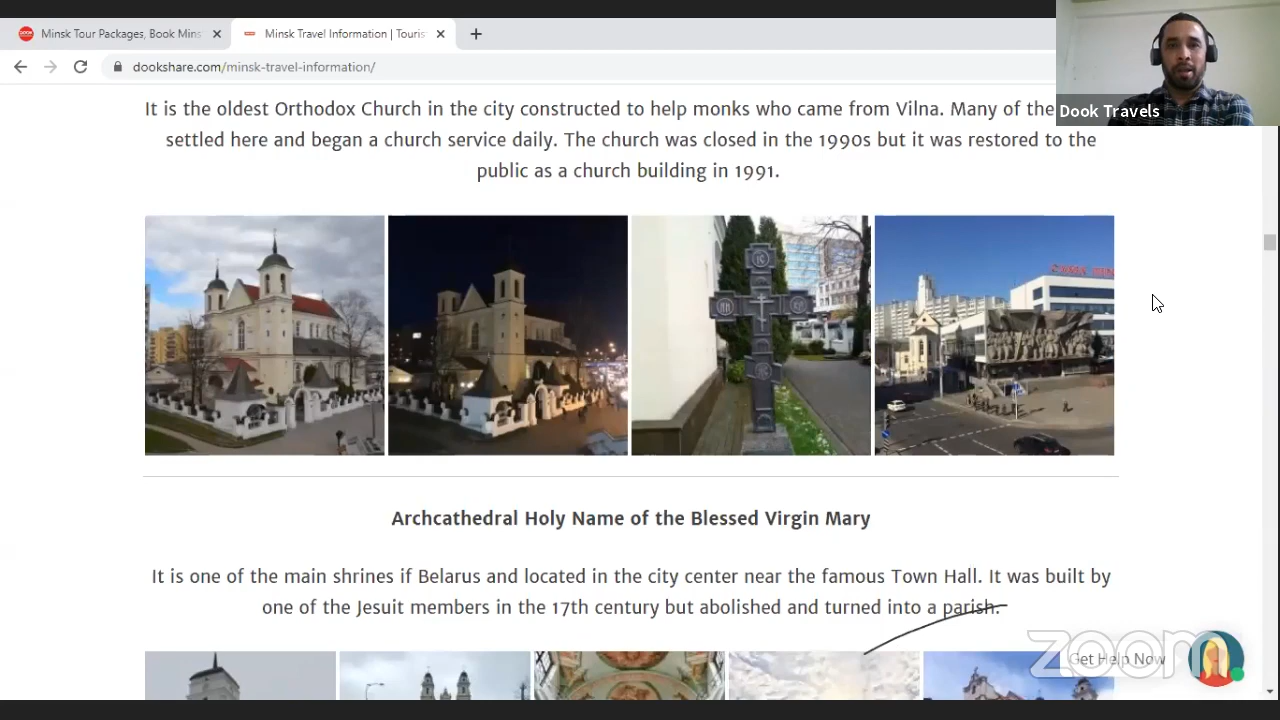 Minsk Tour Packages, Book Mins
Minsk Travel Information | Touris
dookshare.com/minsk-travel-information/
Dook Travels
It is the oldest Orthodox Church in the city constructed to help monks who came from Vilna. Many of the
settled here and began a church service daily. The church was closed in the 1990s but it was restored to the
public as a church building in 1991.
Archcathedral Holy Name of the Blessed Virgin Mary
It is one of the main shrines if Belarus and located in the city center near the famous Town Hall. It was built by
one of the Jesuit members in the 17th century but abolished and turned into a parish.
zoom
Get Help Now